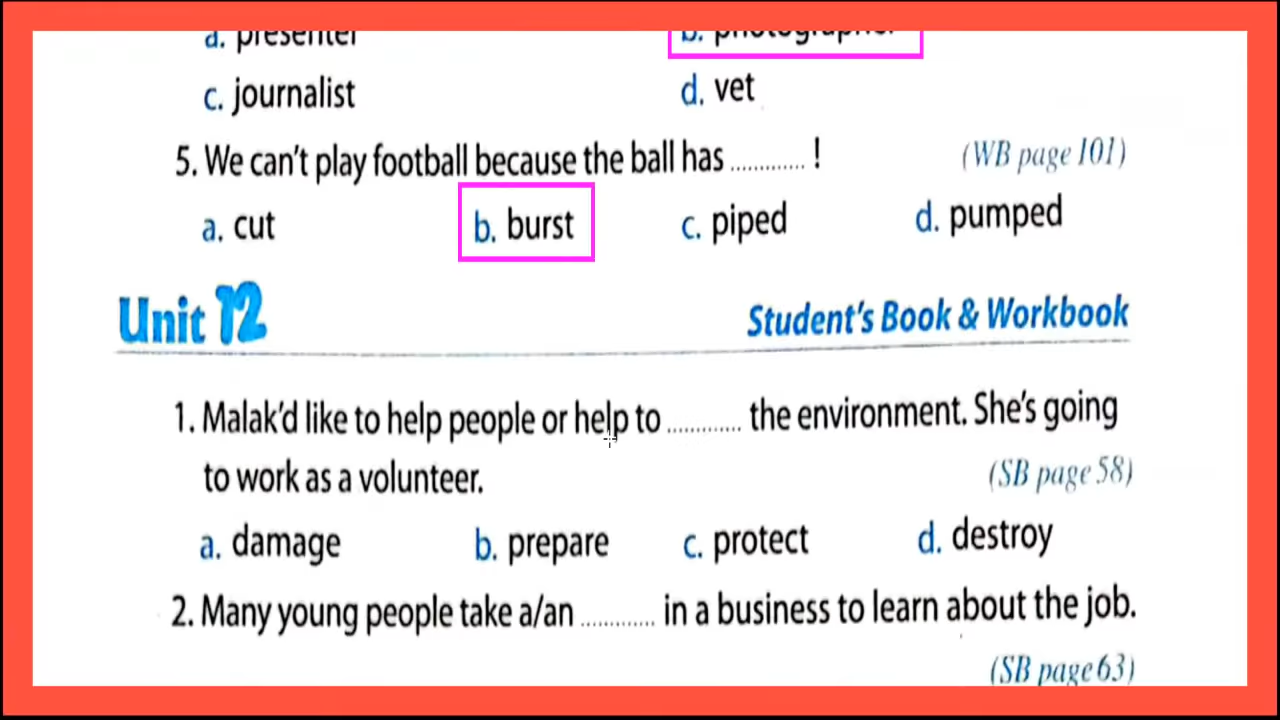 a. presenter b. photographer
c. journalist d. vet
5. We can't play football because the ball has ............ ! (WB page 101)
a. cut b. burst c. piped d. pumped
Unit 12 Student's Book & Workbook
1. Malak'd like to help people or help to ............ the environment. She's going
to work as a volunteer. (SB page 58)
a. damage b. prepare c. protect d. destroy
2. Many young people take a/an ............ in a business to learn about the job.
(SB page 63)